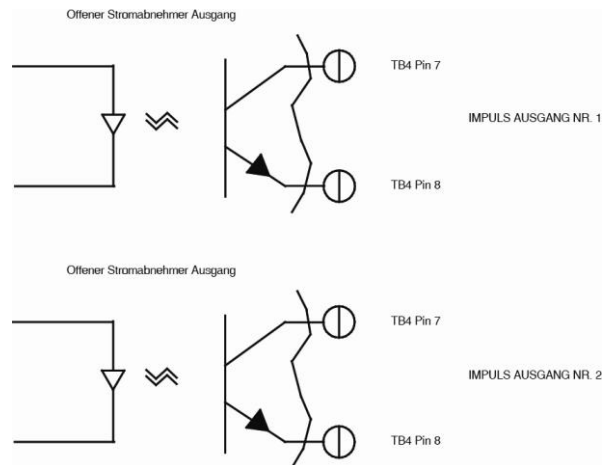 Offener Stromabnehmer Ausgang
TB4 Pin 7
IMPULS AUSGANG NR. 1
TB4 Pin 8
Offener Stromabnehmer Ausgang
TB4 Pin 7
IMPULS AUSGANG NR. 2
TB4 Pin 8